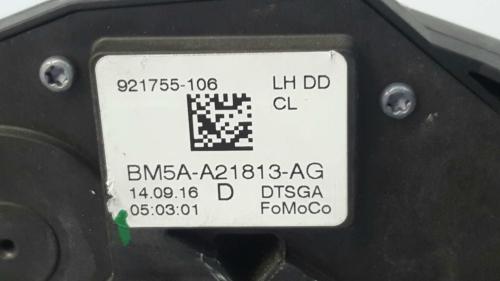 921755-106 LH DD
CL
BM5A-A21813-AG
14.09.16 D DTSGA
05:03:01 FoMoCo